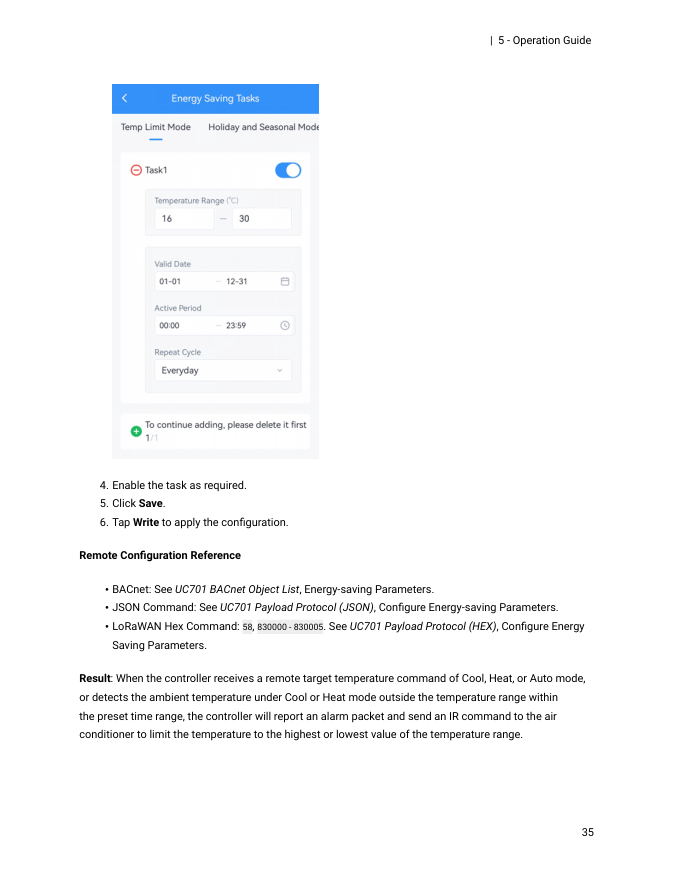 | 5 - Operation Guide
Energy Saving Tasks
Temp Limit Mode Holiday and Seasonal Mode
Task1
Temperature Range (°C)
16 – 30
Valid Date
01-01 – 12-31
Active Period
00:00 – 23:59
Repeat Cycle
Everyday
To continue adding, please delete it first
1/1
4. Enable the task as required.
5. Click Save.
6. Tap Write to apply the configuration.
Remote Configuration Reference
• BACnet: See UC701 BACnet Object List, Energy-saving Parameters.
• JSON Command: See UC701 Payload Protocol (JSON), Configure Energy-saving Parameters.
• LoRaWAN Hex Command: 58, 830000 - 830005. See UC701 Payload Protocol (HEX), Configure Energy
Saving Parameters.
Result: When the controller receives a remote target temperature command of Cool, Heat, or Auto mode,
or detects the ambient temperature under Cool or Heat mode outside the temperature range within
the preset time range, the controller will report an alarm packet and send an IR command to the air
conditioner to limit the temperature to the highest or lowest value of the temperature range.
35